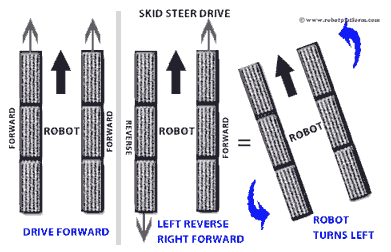 © www.robotplatform.com
SKID STEER DRIVE
FORWARD
ROBOT
FORWARD
DRIVE FORWARD
REVERSE
ROBOT
FORWARD
LEFT REVERSE
RIGHT FORWARD
=
ROBOT
ROBOT
TURNS LEFT